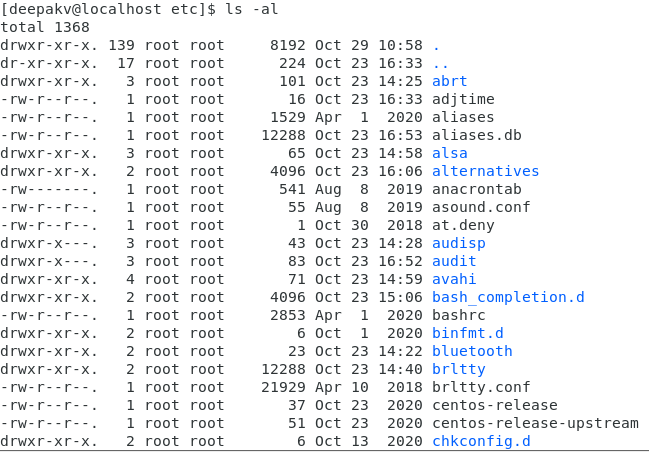 [deepakv@localhost etc]$ ls -al
total 1368
drwxr-xr-x. 139 root root     8192 Oct 29 10:58 .
dr-xr-xr-x.  17 root root      224 Oct 23 16:33 ..
drwxr-xr-x.   3 root root      101 Oct 23 14:25 abrt
-rw-r--r--.   1 root root       16 Oct 23 16:33 adjtime
-rw-r--r--.   1 root root     1529 Apr  1  2020 aliases
-rw-r--r--.   1 root root    12288 Oct 23 16:53 aliases.db
drwxr-xr-x.   3 root root       65 Oct 23 14:58 alsa
drwxr-xr-x.   2 root root     4096 Oct 23 16:06 alternatives
-rw-------.   1 root root      541 Aug  8  2019 anacrontab
-rw-r--r--.   1 root root       55 Aug  8  2019 asound.conf
-rw-r--r--.   1 root root        1 Oct 30  2018 at.deny
drwxr-x---.   3 root root       43 Oct 23 14:28 audisp
drwxr-x---.   3 root root       83 Oct 23 16:52 audit
drwxr-xr-x.   4 root root       71 Oct 23 14:59 avahi
drwxr-xr-x.   2 root root     4096 Oct 23 15:06 bash_completion.d
-rw-r--r--.   1 root root     2853 Apr  1  2020 bashrc
drwxr-xr-x.   2 root root        6 Oct  1  2020 binfmt.d
drwxr-xr-x.   2 root root       23 Oct 23 14:22 bluetooth
drwxr-xr-x.   2 root root    12288 Oct 23 14:40 brltty
-rw-r--r--.   1 root root    21929 Apr 10  2018 brltty.conf
-rw-r--r--.   1 root root       37 Oct 23  2020 centos-release
-rw-r--r--.   1 root root       51 Oct 23  2020 centos-release-upstream
drwxr-xr-x.   2 root root        6 Oct 13  2020 chkconfig.d